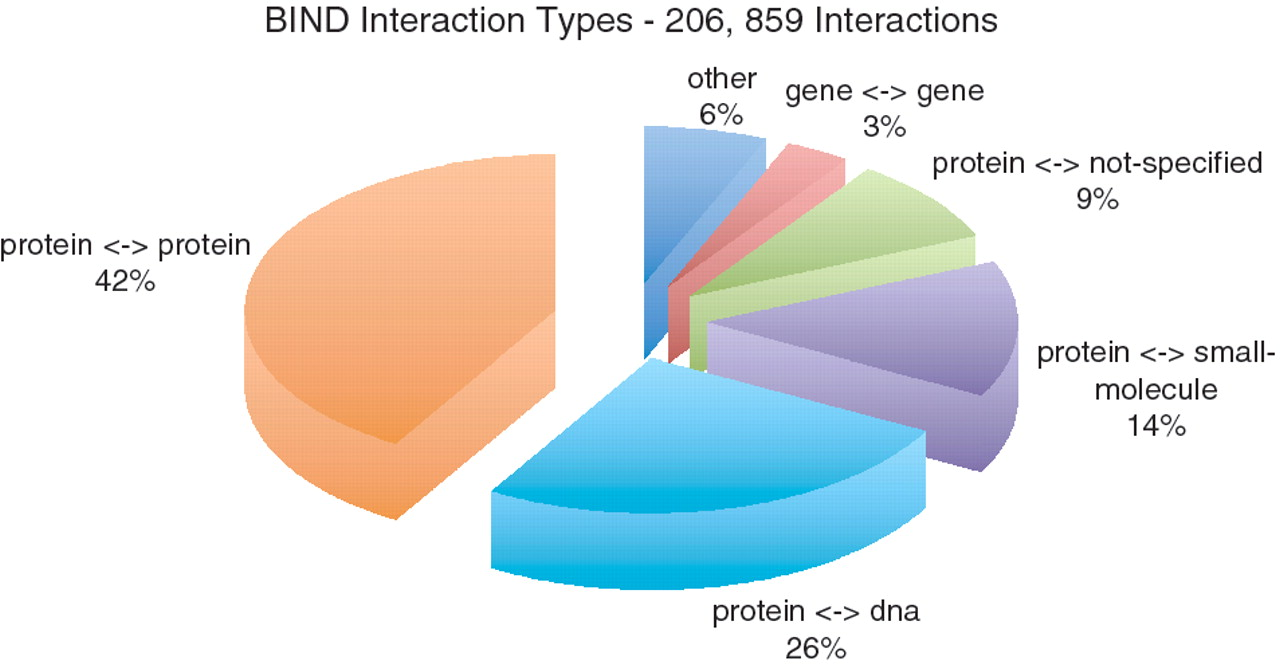 BIND Interaction Types - 206, 859 Interactions
other
6%
gene <-> gene
3%
protein <-> not-specified
9%
protein <-> protein
42%
protein <-> small-
molecule
14%
protein <-> dna
26%